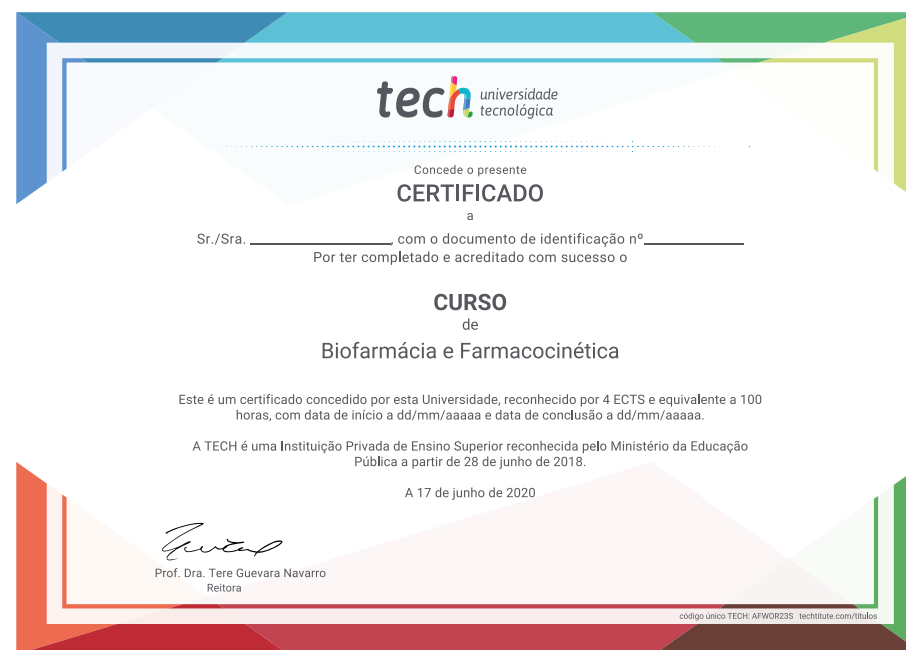 tech universidade
tecnológica
Concede o presente
CERTIFICADO
a
Sr./Sra. ________________, com o documento de identificação nº___________
Por ter completado e acreditado com sucesso o
CURSO
de
Biofarmácia e Farmacocinética
Este é um certificado concedido por esta Universidade, reconhecido por 4 ECTS e equivalente a 100
horas, com data de início a dd/mm/aaaaa e data de conclusão a dd/mm/aaaaa.
A TECH é uma Instituição Privada de Ensino Superior reconhecida pelo Ministério da Educação
Pública a partir de 28 de junho de 2018.
A 17 de junho de 2020
Prof. Dra. Tere Guevara Navarro
Reitora
código único TECH: AFWOR23S techtitute.com/titulos